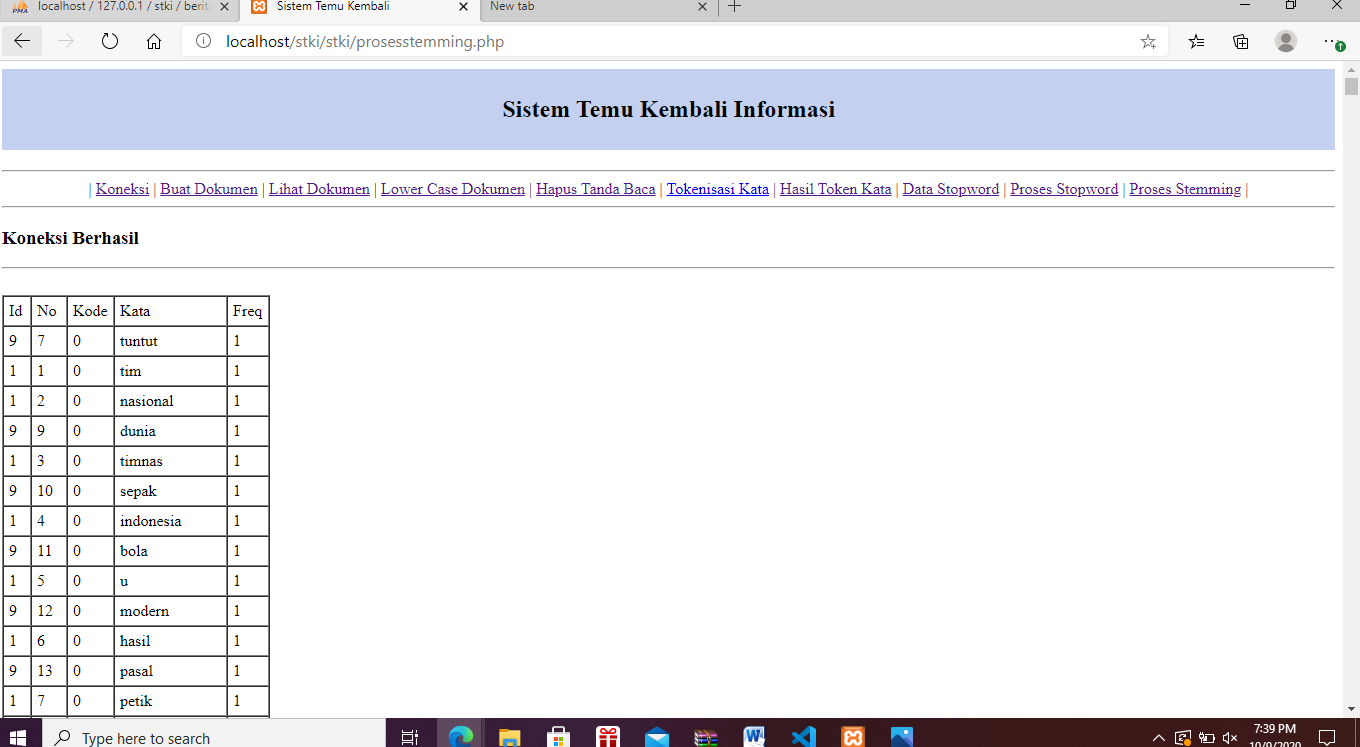 localhost / 127.0.0.1 / stki / berit
Sistem Temu Kembali
New tab
localhost/stki/stki/prosesstemming.php
Sistem Temu Kembali Informasi
| Koneksi | Buat Dokumen | Lihat Dokumen | Lower Case Dokumen | Hapus Tanda Baca | Tokenisasi Kata | Hasil Token Kata | Data Stopword | Proses Stopword | Proses Stemming |
Koneksi Berhasil
Id No Kode Kata Freq
9 7 0 tuntut 1
1 1 0 tim 1
1 2 0 nasional 1
9 9 0 dunia 1
1 3 0 timnas 1
9 10 0 sepak 1
1 4 0 indonesia 1
9 11 0 bola 1
1 5 0 u 1
9 12 0 modern 1
1 6 0 hasil 1
9 13 0 pasal 1
1 7 0 petik 1
Type here to search
7:39 PM
10/9/2020